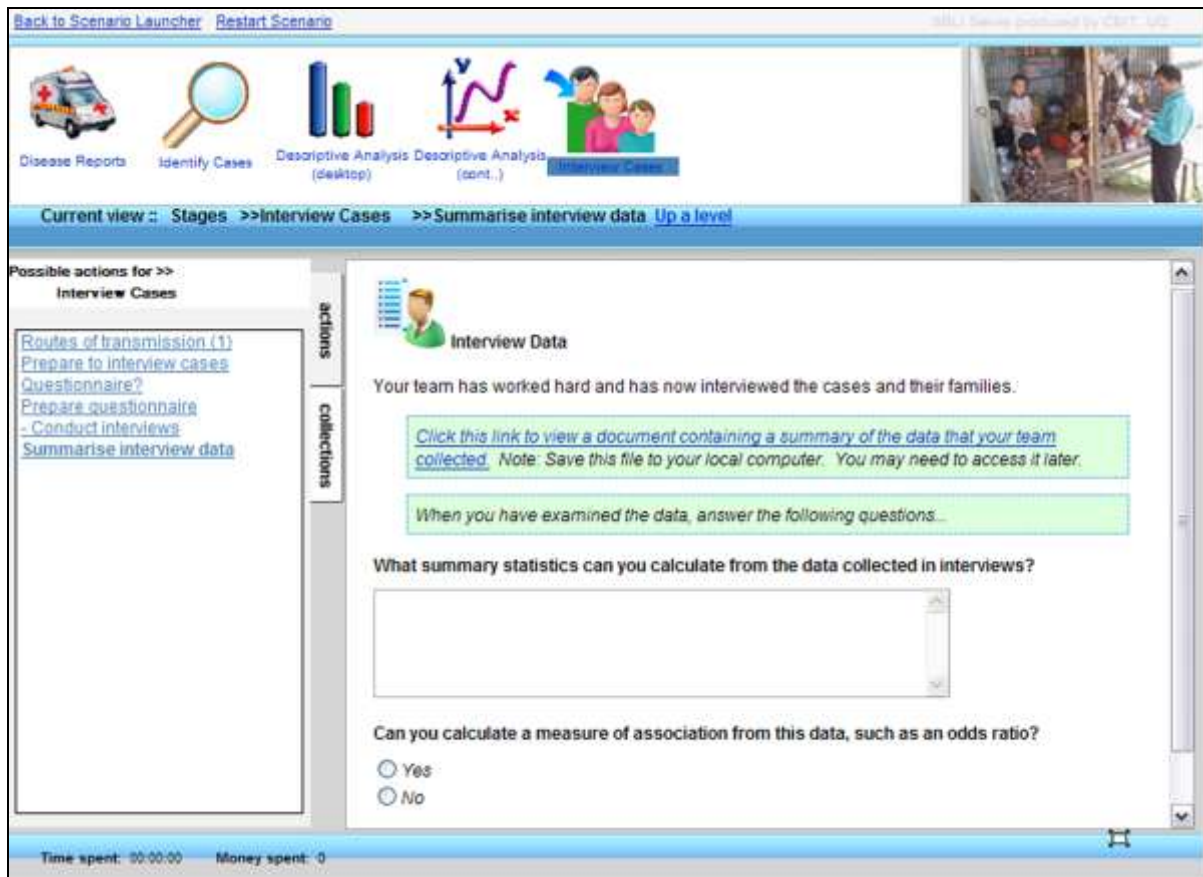 Back to Scenario Launcher Restart Scenario
SBLi Server produced by CBIT, UQ
Disease Reports
Identify Cases
Descriptive Analysis (desktop)
Descriptive Analysis (cont..)
Interview Cases
Current view :: Stages >>Interview Cases >>Summarise interview data Up a level
Possible actions for >>
Interview Cases
Routes of transmission (1)
Prepare to interview cases
Questionnaire?
Prepare questionnaire
- Conduct interviews
Summarise interview data
actions
collections
Interview Data
Your team has worked hard and has now interviewed the cases and their families.
Click this link to view a document containing a summary of the data that your team
collected. Note: Save this file to your local computer. You may need to access it later.
When you have examined the data, answer the following questions...
What summary statistics can you calculate from the data collected in interviews?
Can you calculate a measure of association from this data, such as an odds ratio?
Yes
No
Time spent: 00:00:00 Money spent: 0